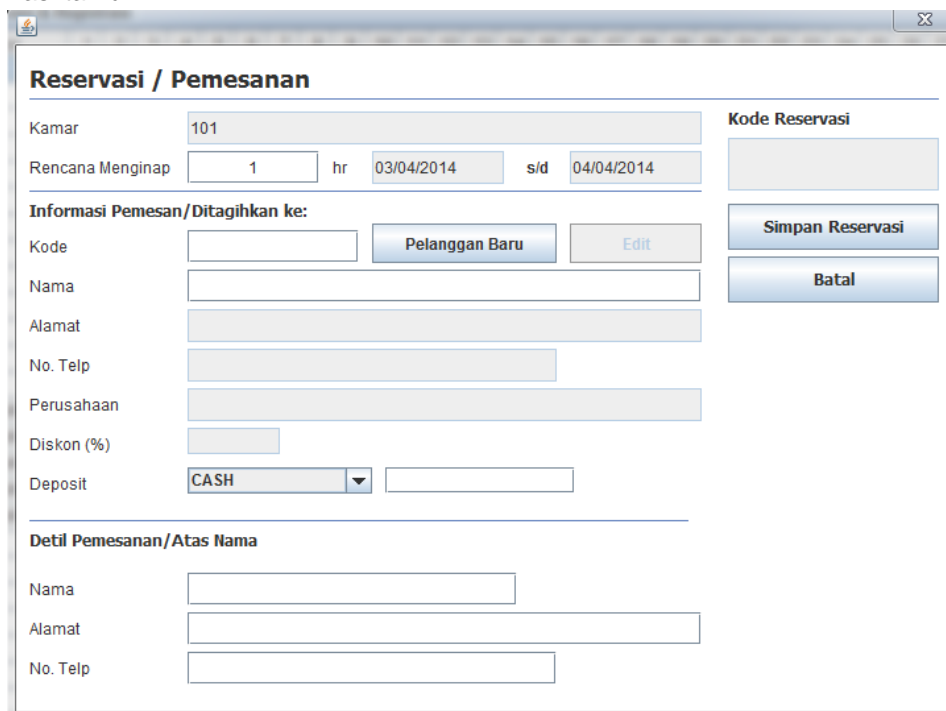 Reservasi / Pemesanan
Kamar 101
Rencana Menginap 1 hr 03/04/2014 s/d 04/04/2014
Informasi Pemesan/Ditagihkan ke:
Kode Pelanggan Baru Edit
Nama
Alamat
No. Telp
Perusahaan
Diskon (%)
Deposit CASH
Detil Pemesanan/Atas Nama
Nama
Alamat
No. Telp
Kode Reservasi
Simpan Reservasi
Batal